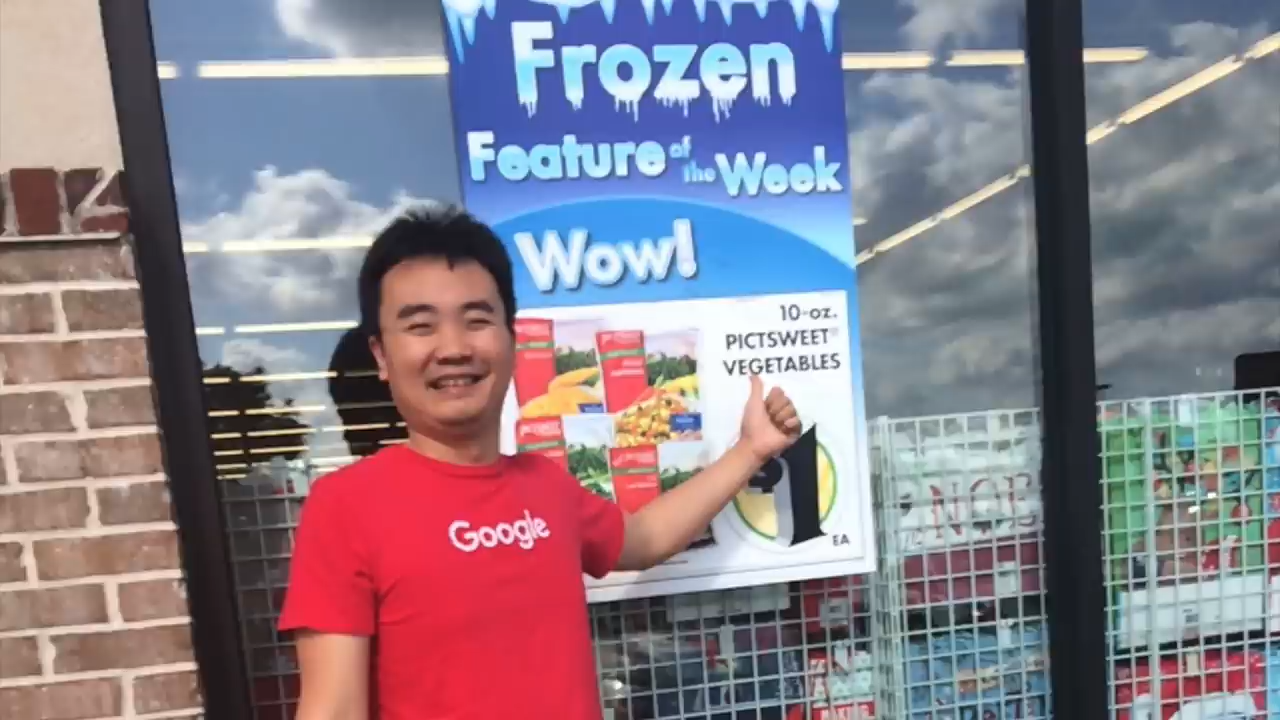 Frozen
Feature of the Week
Wow!
10-oz.
PICTSWEET®
VEGETABLES
1
EA
Google